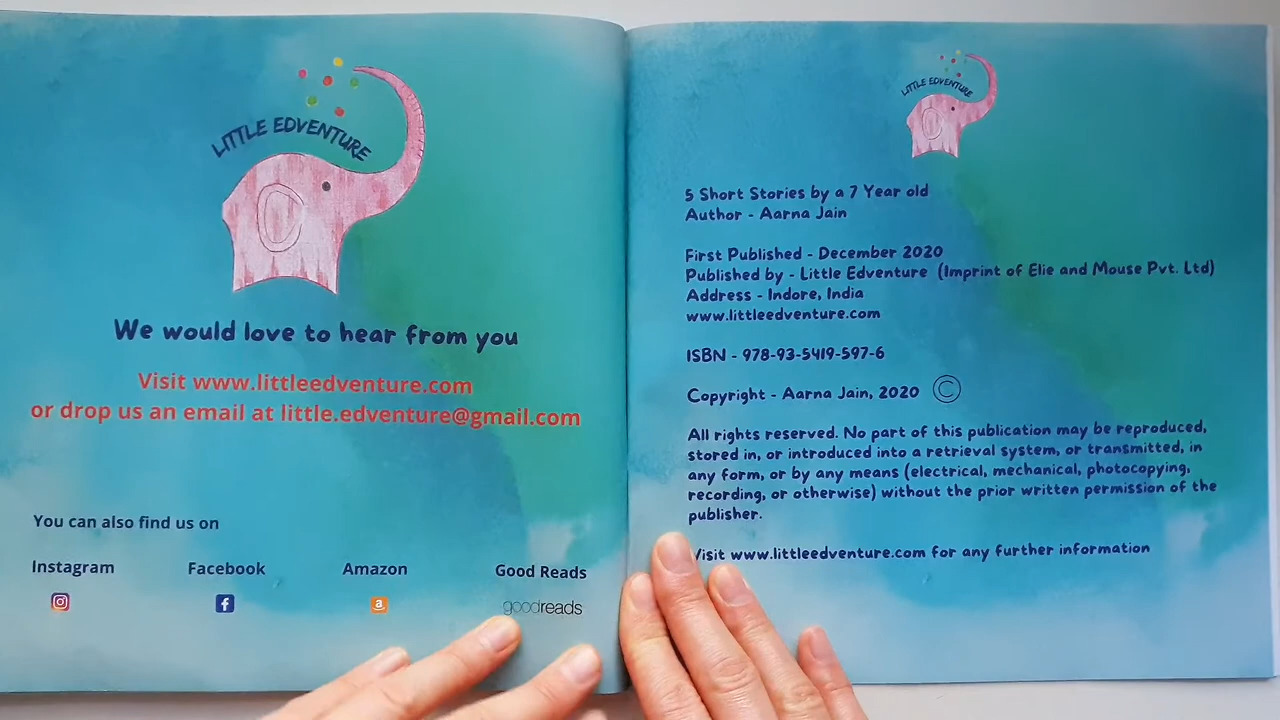 LITTLE EDVENTURE
We would love to hear from you
Visit www.littleedventure.com
or drop us an email at little.edventure@gmail.com
You can also find us on
Instagram Facebook Amazon Good Reads
goodreads
LITTLE EDVENTURE
5 Short Stories by a 7 Year old
Author - Aarna Jain
First Published - December 2020
Published by - Little Edventure (Imprint of Elie and Mouse Pvt. Ltd)
Address - Indore, India
www.littleedventure.com
ISBN - 978-93-5419-597-6
Copyright - Aarna Jain, 2020 ©
All rights reserved. No part of this publication may be reproduced,
stored in, or introduced into a retrieval system, or transmitted, in
any form, or by any means (electrical, mechanical, photocopying,
recording, or otherwise) without the prior written permission of the
publisher.
Visit www.littleedventure.com for any further information